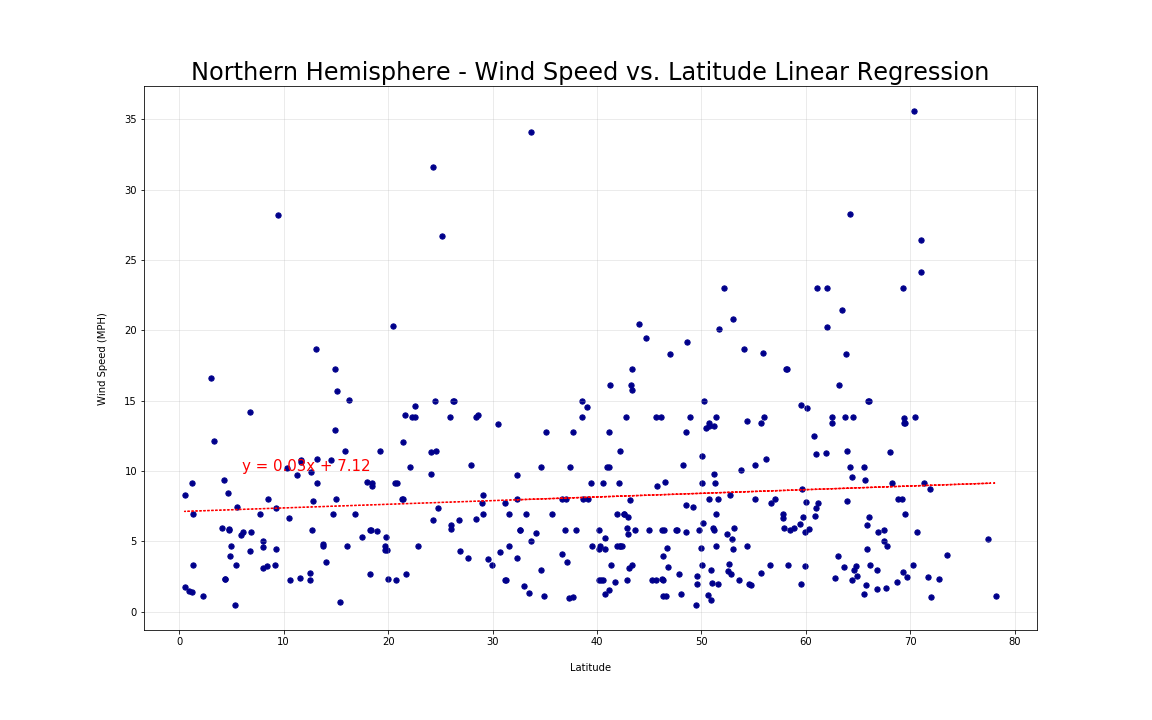 Northern Hemisphere - Wind Speed vs. Latitude Linear Regression
35
30
25
20
15
10
5
0
Wind Speed (MPH)
y = 0.03x + 7.12
0 10 20 30 40 50 60 70 80
Latitude